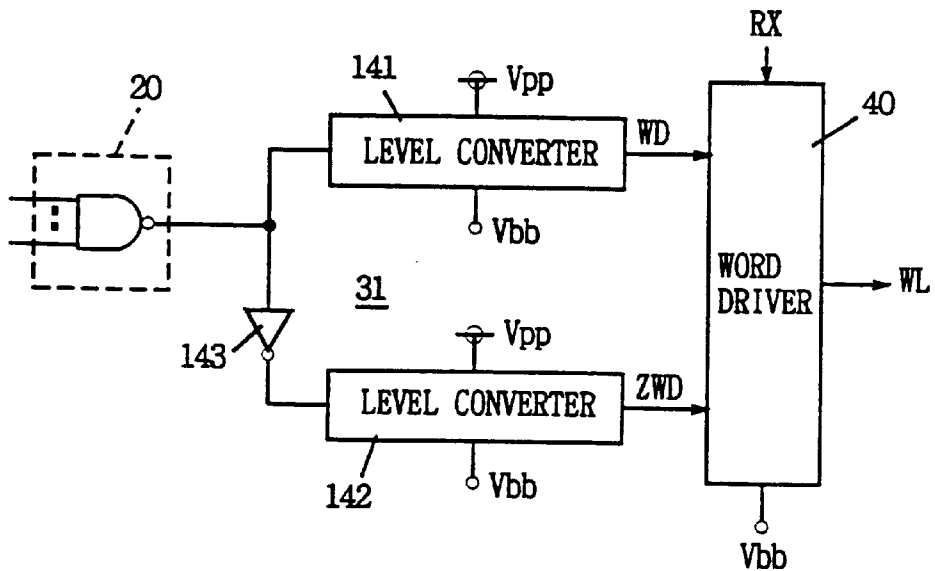 RX
20
141
Vpp
40
LEVEL CONVERTER
WD
Vbb
31
WORD
DRIVER
WL
143
Vpp
LEVEL CONVERTER
ZWD
142
Vbb
Vbb